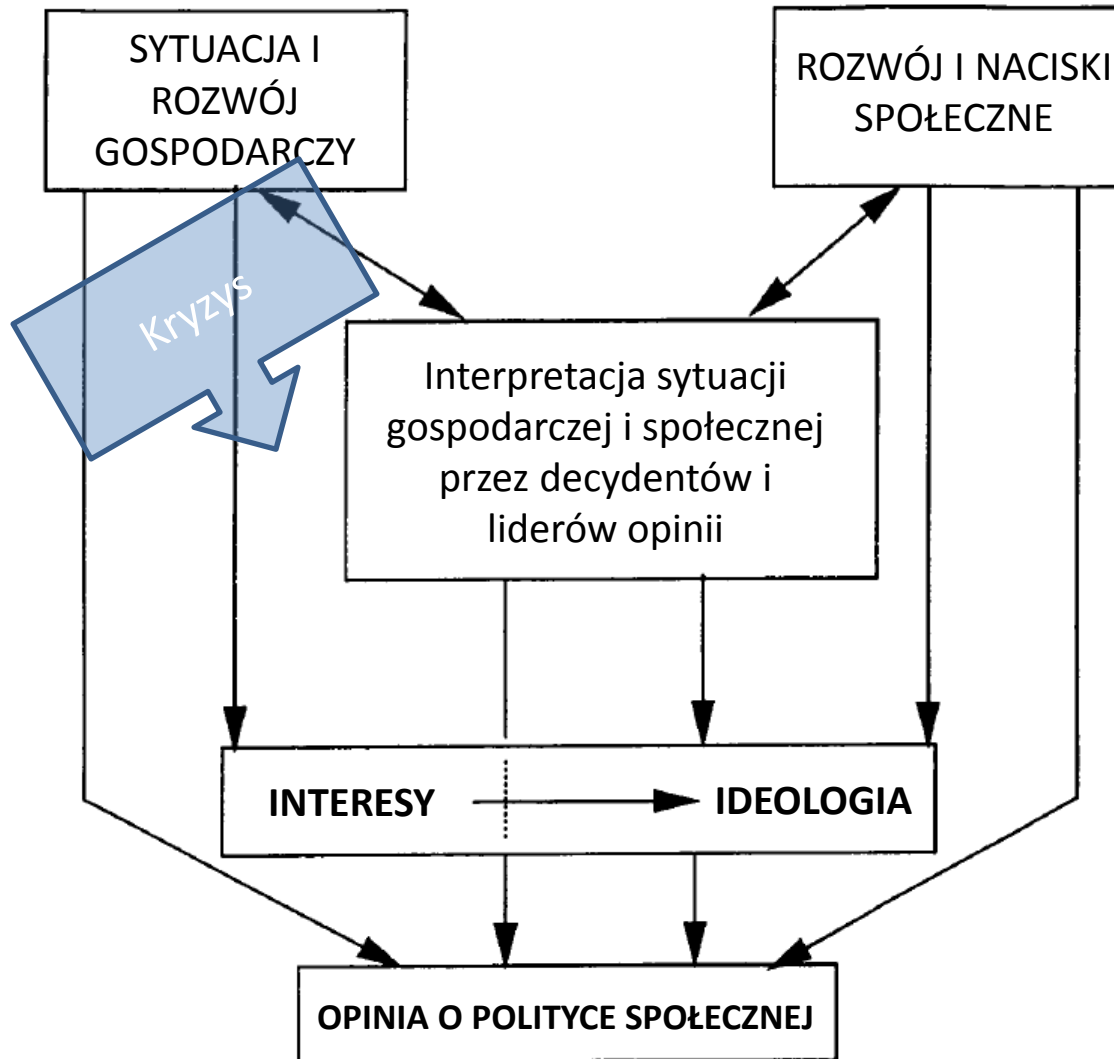 SYTUACJA I
ROZWÓJ
GOSPODARCZY
ROZWÓJ I NACISKI
SPOŁECZNE
Kryzys
Interpretacja sytuacji
gospodarczej i społecznej
przez decydentów i
liderów opinii
INTERESY
IDEOLOGIA
OPINIA O POLITYCE SPOŁECZNEJ